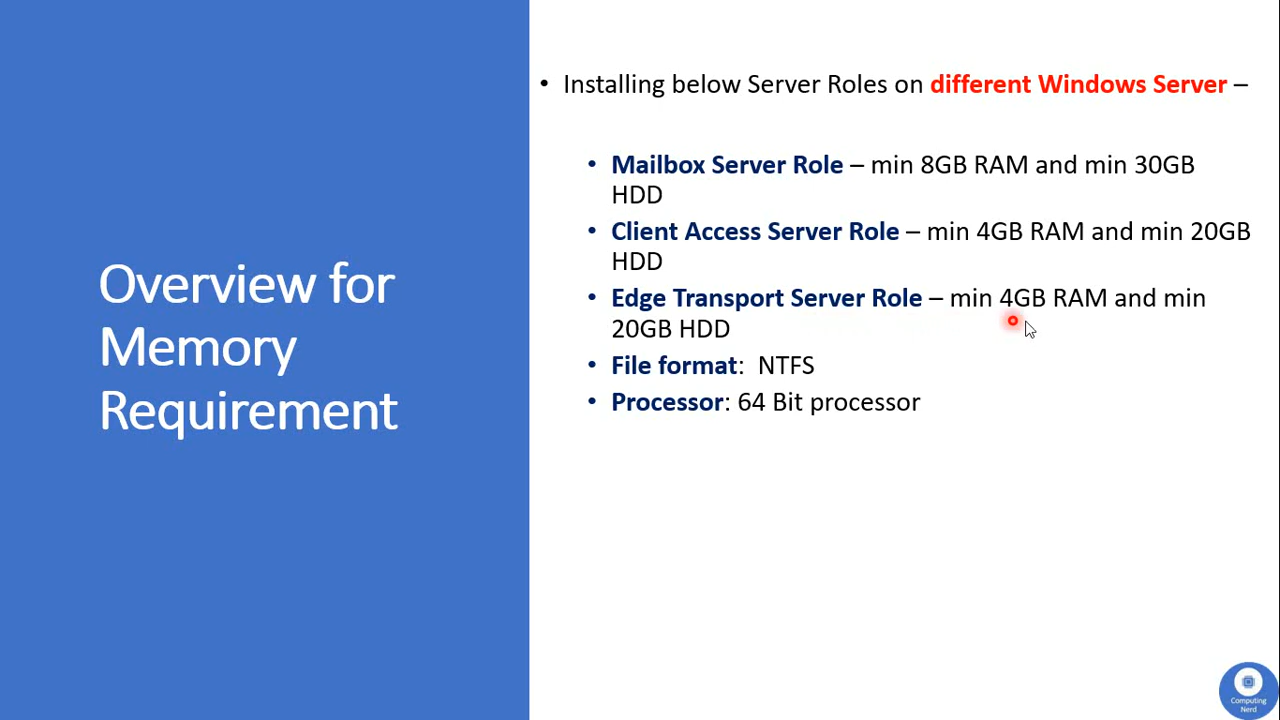 Overview for
Memory
Requirement
• Installing below Server Roles on different Windows Server –
• Mailbox Server Role – min 8GB RAM and min 30GB
HDD
• Client Access Server Role – min 4GB RAM and min 20GB
HDD
• Edge Transport Server Role – min 4GB RAM and min
20GB HDD
• File format:  NTFS
• Processor: 64 Bit processor
Computing
Nerd